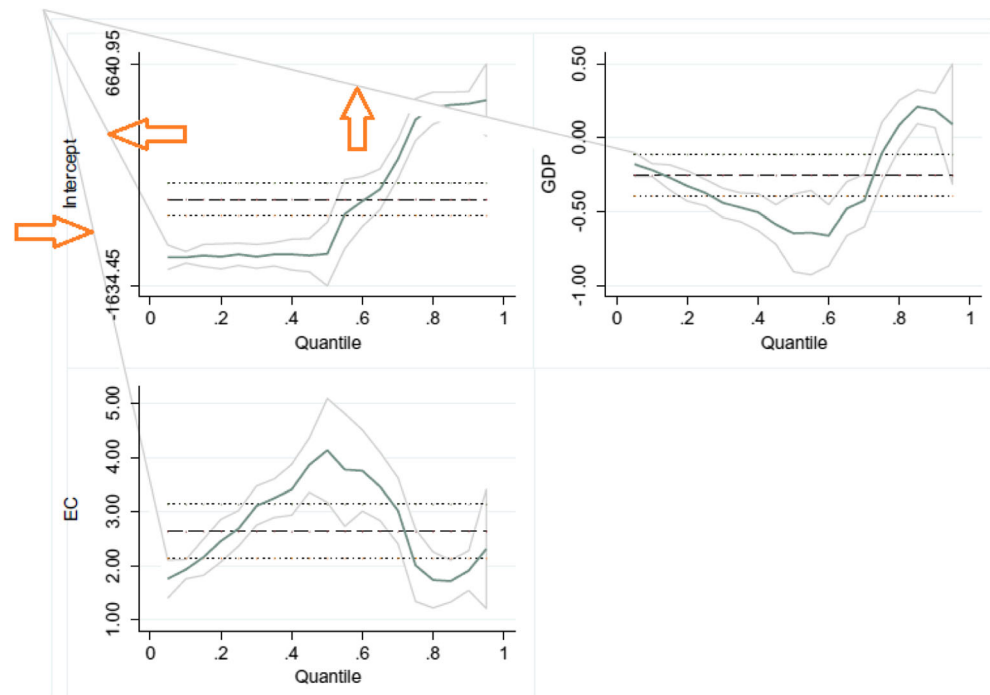 Intercept
6640.95
-1634.45
0 .2 .4 .6 .8 1
Quantile
GDP
0.50
0.00
-0.50
-1.00
0 .2 .4 .6 .8 1
Quantile
EC
5.00
4.00
3.00
2.00
1.00
0 .2 .4 .6 .8 1
Quantile